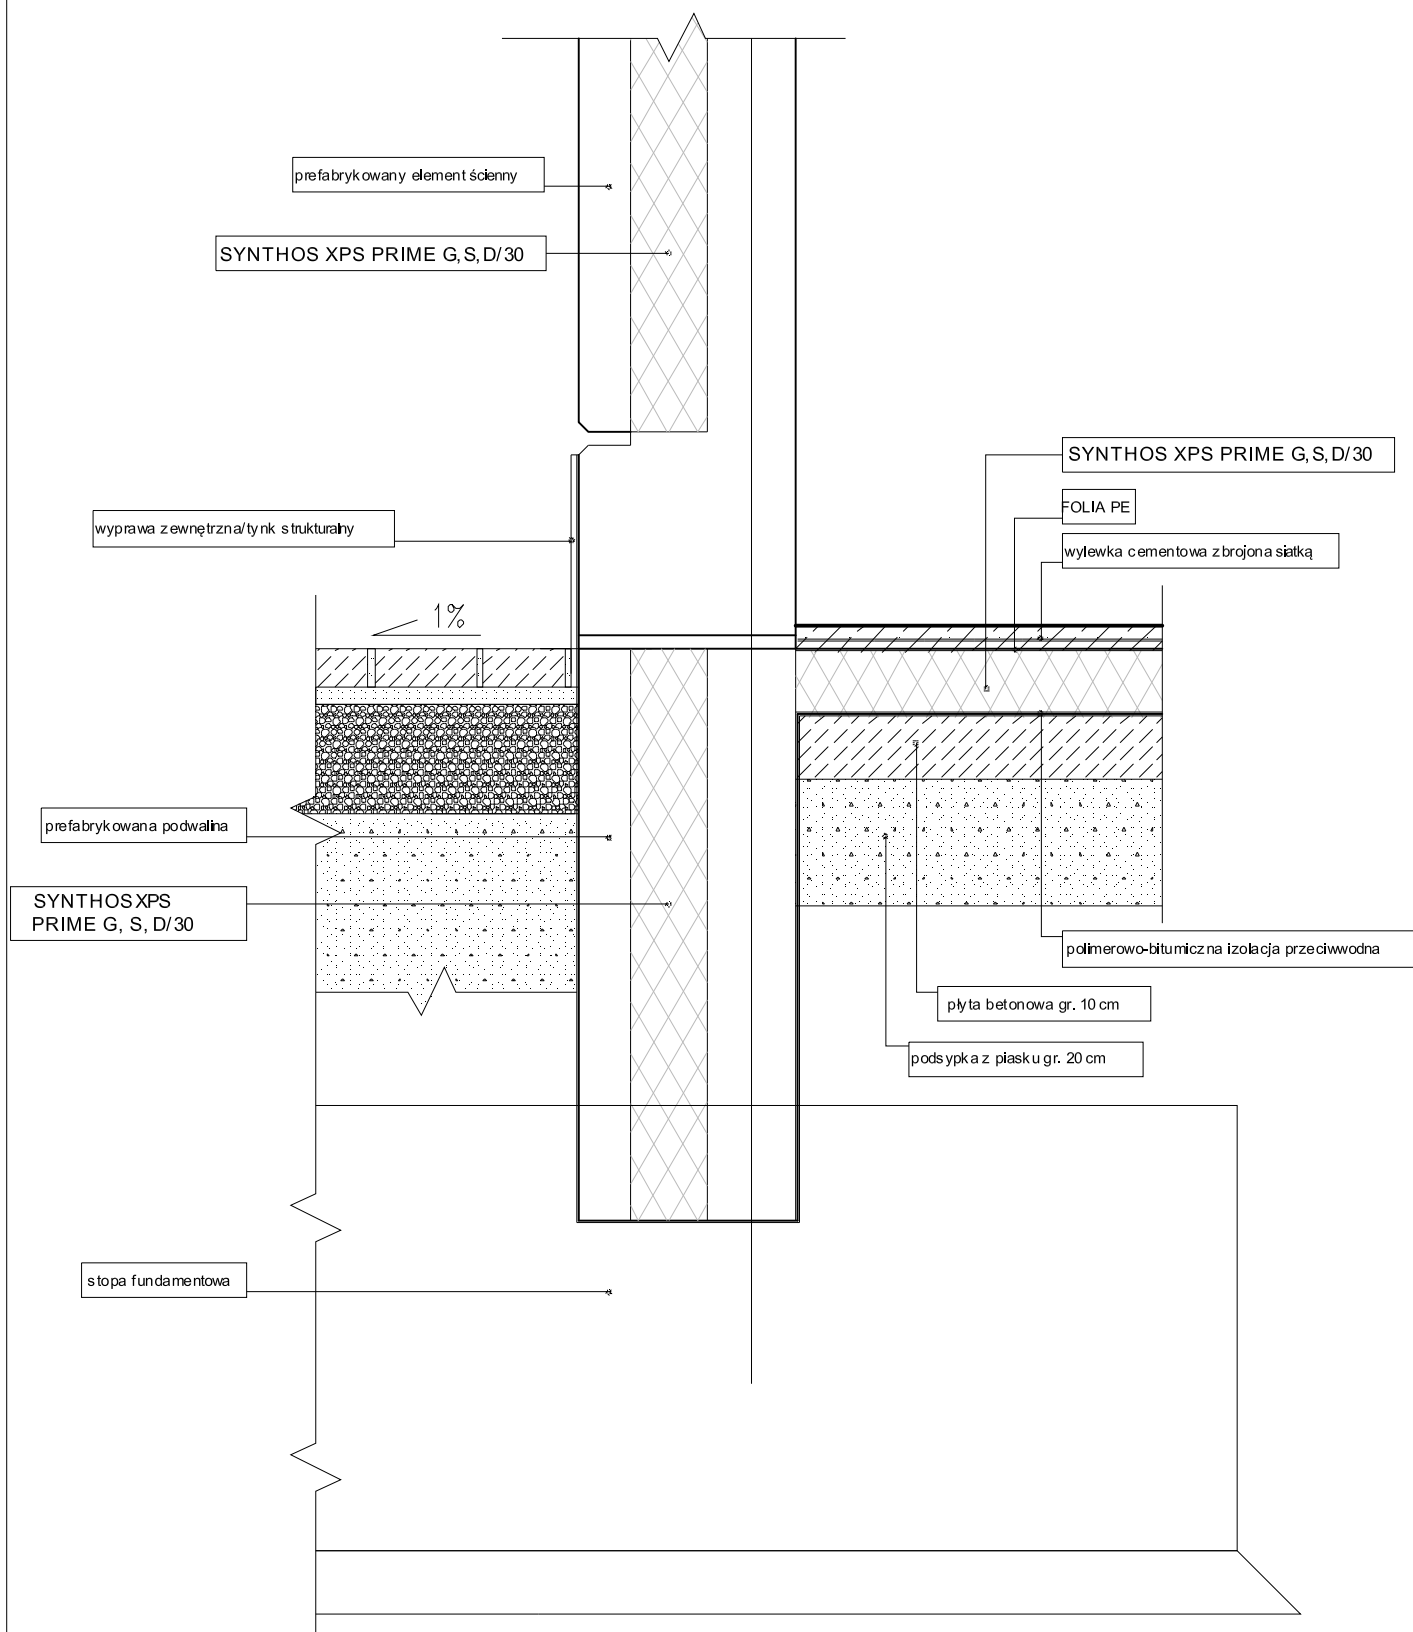 prefabrykowany element ścienny
SYNTHOS XPS PRIME G, S, D/30
SYNTHOS XPS PRIME G, S, D/30
FOLIA PE
wyprawa zewnętrzna/tynk strukturalny
wylewka cementowa zbrojona siatką
1%
prefabrykowana podwalina
SYNTHOS XPS
PRIME G, S, D/30
polimerowo-bitumiczna izolacja przeciwwodna
płyta betonowa gr. 10 cm
podsypka z piasku gr. 20 cm
stopa fundamentowa